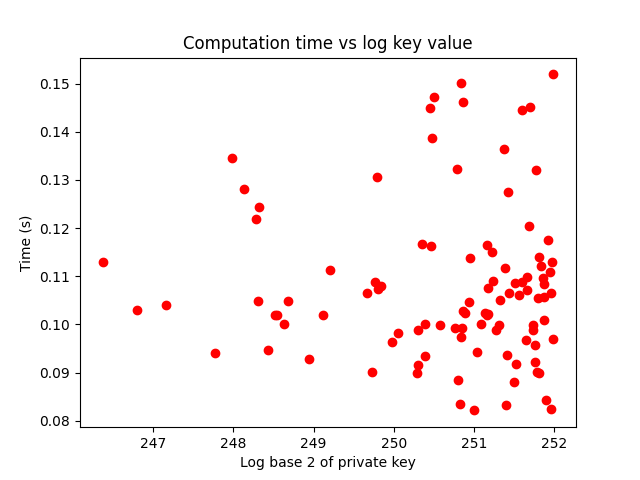 Computation time vs log key value
0.15
0.14
0.13
0.12
0.11
0.10
0.09
0.08
Time (s)
247 248 249 250 251 252
Log base 2 of private key